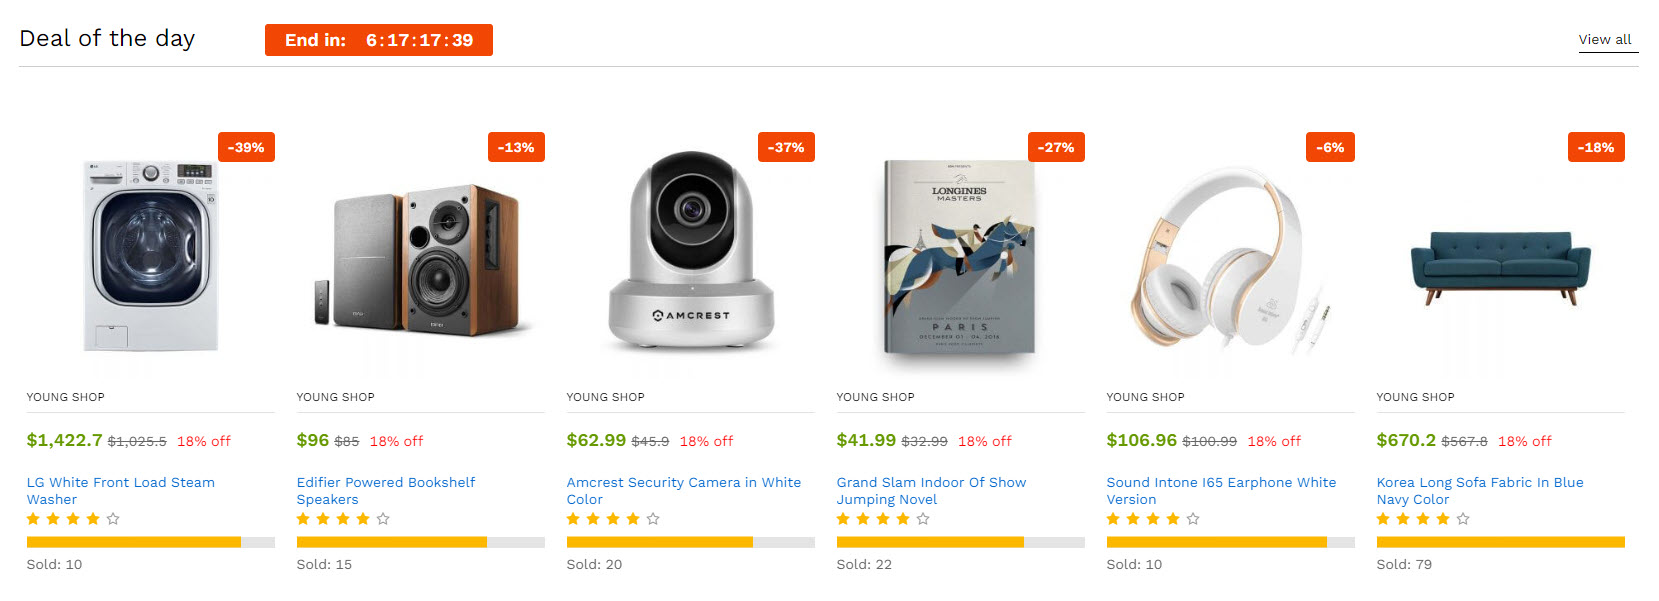 Deal of the day
End in: 6:17:17:39
View all
-39%
-13%
-37%
-27%
-6%
-18%
LG
EDIFIER
AMCREST
LONGINES
MASTERS
PARIS
DECEMBER 01 - 04, 2016
YOUNG SHOP
YOUNG SHOP
YOUNG SHOP
YOUNG SHOP
YOUNG SHOP
YOUNG SHOP
$1,422.7 $1,025.5 18% off
$96 $85 18% off
$62.99 $45.9 18% off
$41.99 $32.99 18% off
$106.96 $100.99 18% off
$670.2 $567.8 18% off
LG White Front Load Steam
Washer
Edifier Powered Bookshelf
Speakers
Amcrest Security Camera in White
Color
Grand Slam Indoor Of Show
Jumping Novel
Sound Intone I65 Earphone White
Version
Korea Long Sofa Fabric In Blue
Navy Color
Sold: 10
Sold: 15
Sold: 20
Sold: 22
Sold: 10
Sold: 79